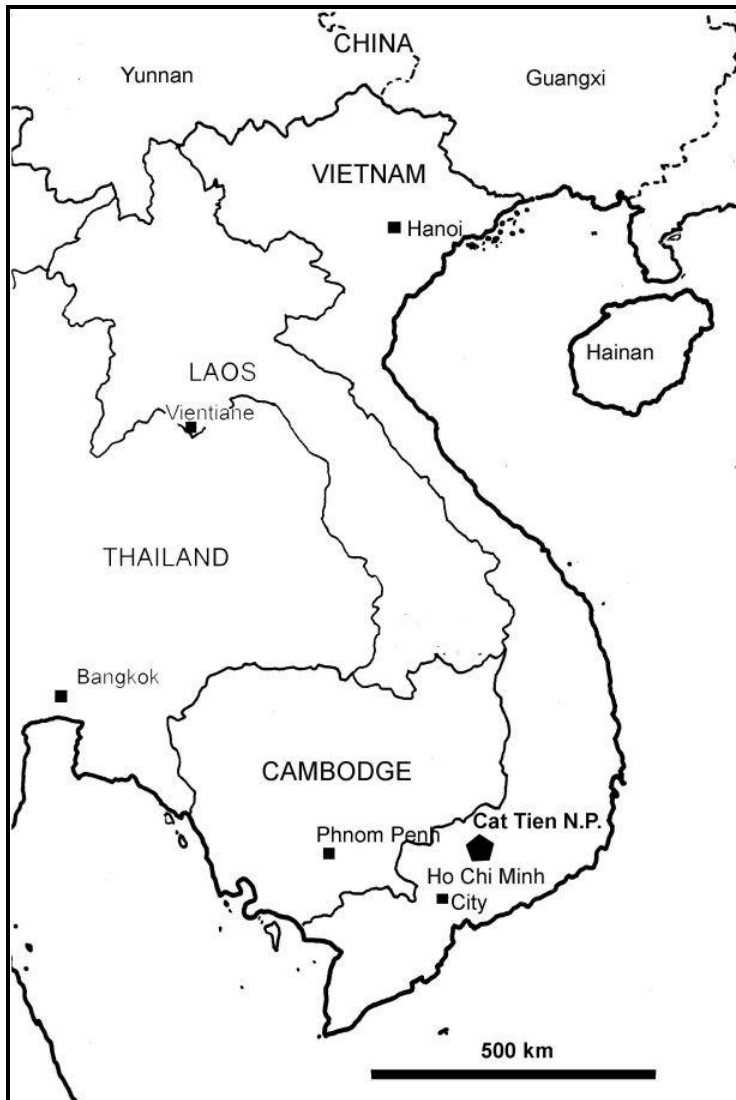 CHINA
Yunnan
Guangxi
VIETNAM
Hanoi
Hainan
LAOS
Vientiane
THAILAND
Bangkok
CAMBODGE
Cat Tien N.P.
Phnom Penh
Ho Chi Minh
City
500 km